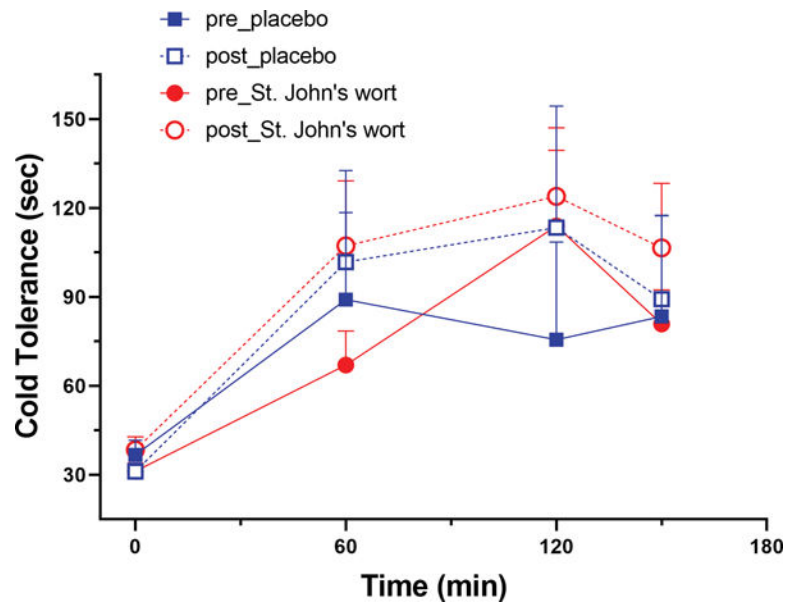 pre_placebo
post_placebo
pre_St. John's wort
post_St. John's wort
150
120
90
60
30
Cold Tolerance (sec)
0 60 120 180
Time (min)